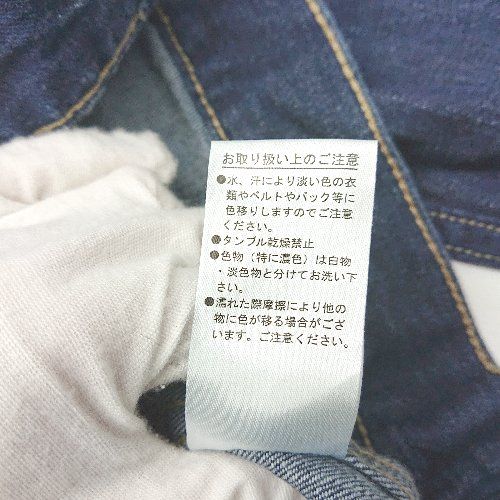 お取り扱い上のご注意
●水、汗により淡い色の衣
類やベルトやバック等に
色移りしますのでご注意
ください。
●タンブル乾燥禁止
●色物（特に濃色）は白物
・淡色物と分けてお洗い下
さい。
●濡れた際摩擦により他の
物に色が移る場合がござ
います。ご注意ください。